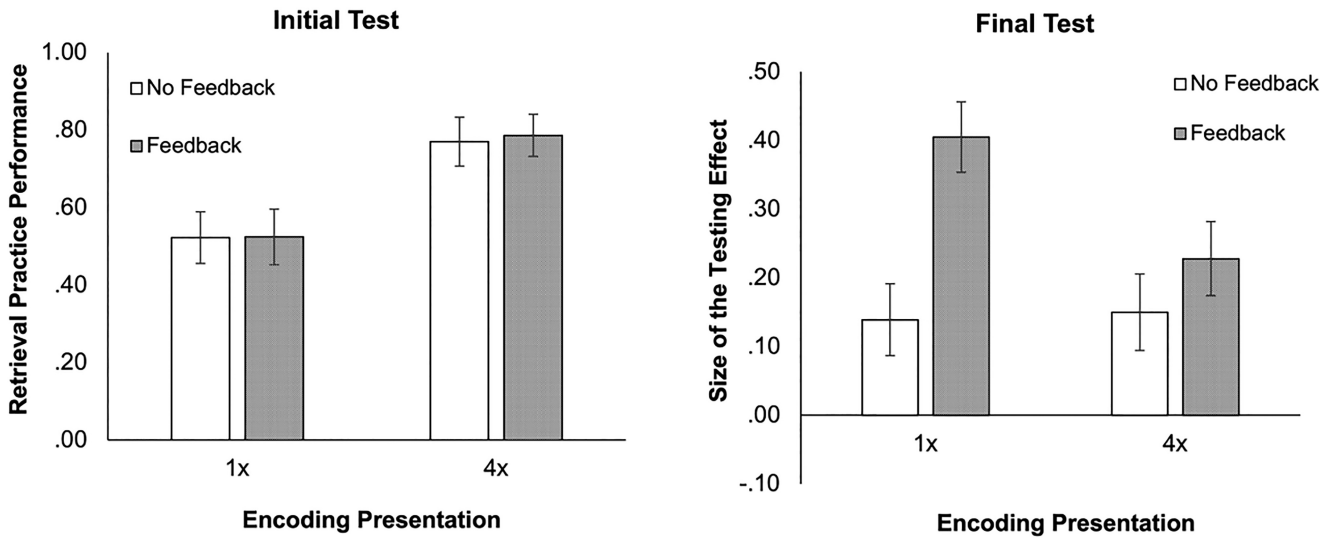 Initial Test
Retrieval Practice Performance
1.00
.80
.60
.40
.20
.00
No Feedback
Feedback
1x
4x
Encoding Presentation
Final Test
Size of the Testing Effect
.50
.40
.30
.20
.10
.00
-.10
No Feedback
Feedback
1x
4x
Encoding Presentation